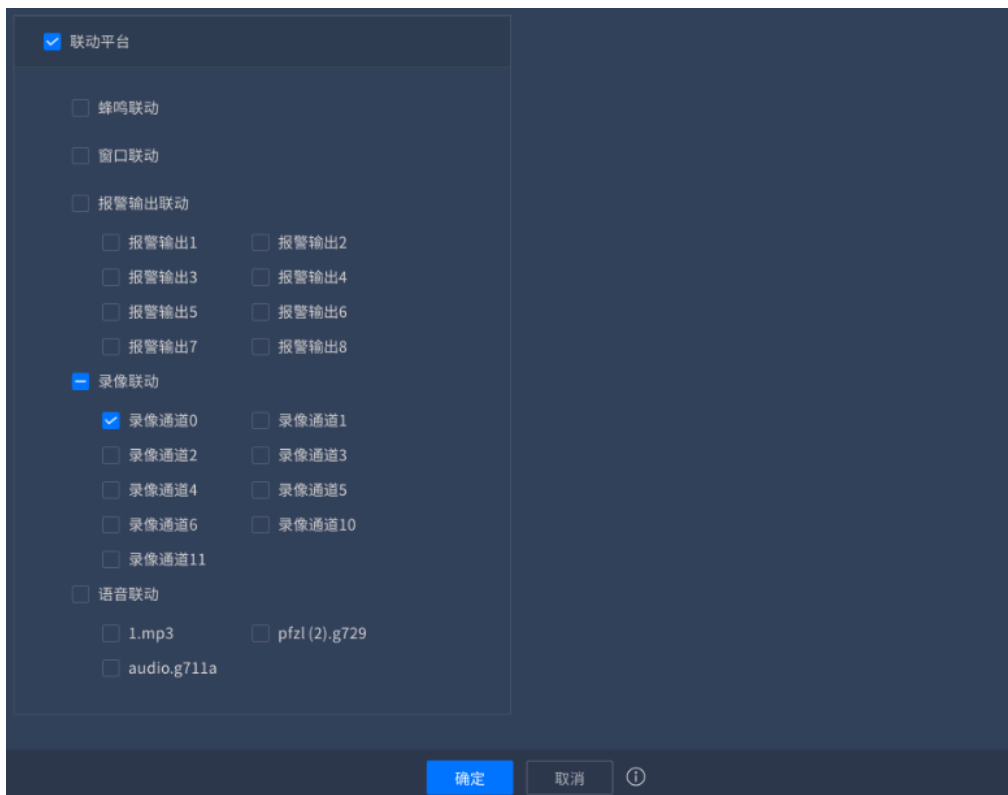 联动平台
蜂鸣联动
窗口联动
报警输出联动
报警输出1 报警输出2
报警输出3 报警输出4
报警输出5 报警输出6
报警输出7 报警输出8
录像联动
录像通道0 录像通道1
录像通道2 录像通道3
录像通道4 录像通道5
录像通道6 录像通道10
录像通道11
语音联动
1.mp3 pfzl (2).g729
audio.g711a
确定 取消